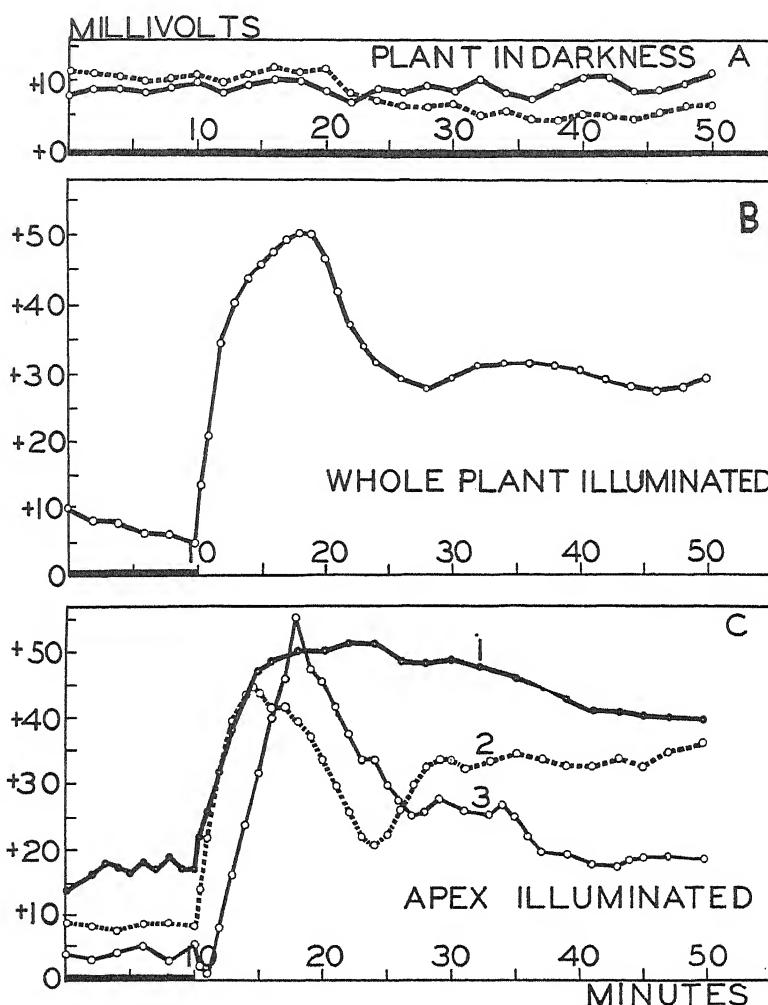 MILLIVOLTS
PLANT IN DARKNESS A
+10
+0
10 20 30 40 50
B
+50
+40
+30
+20
+10
0
WHOLE PLANT ILLUMINATED
10 20 30 40 50
C
+50
+40
+30
+20
+10
0
1
2
3
APEX ILLUMINATED
10 20 30 40 50
MINUTES